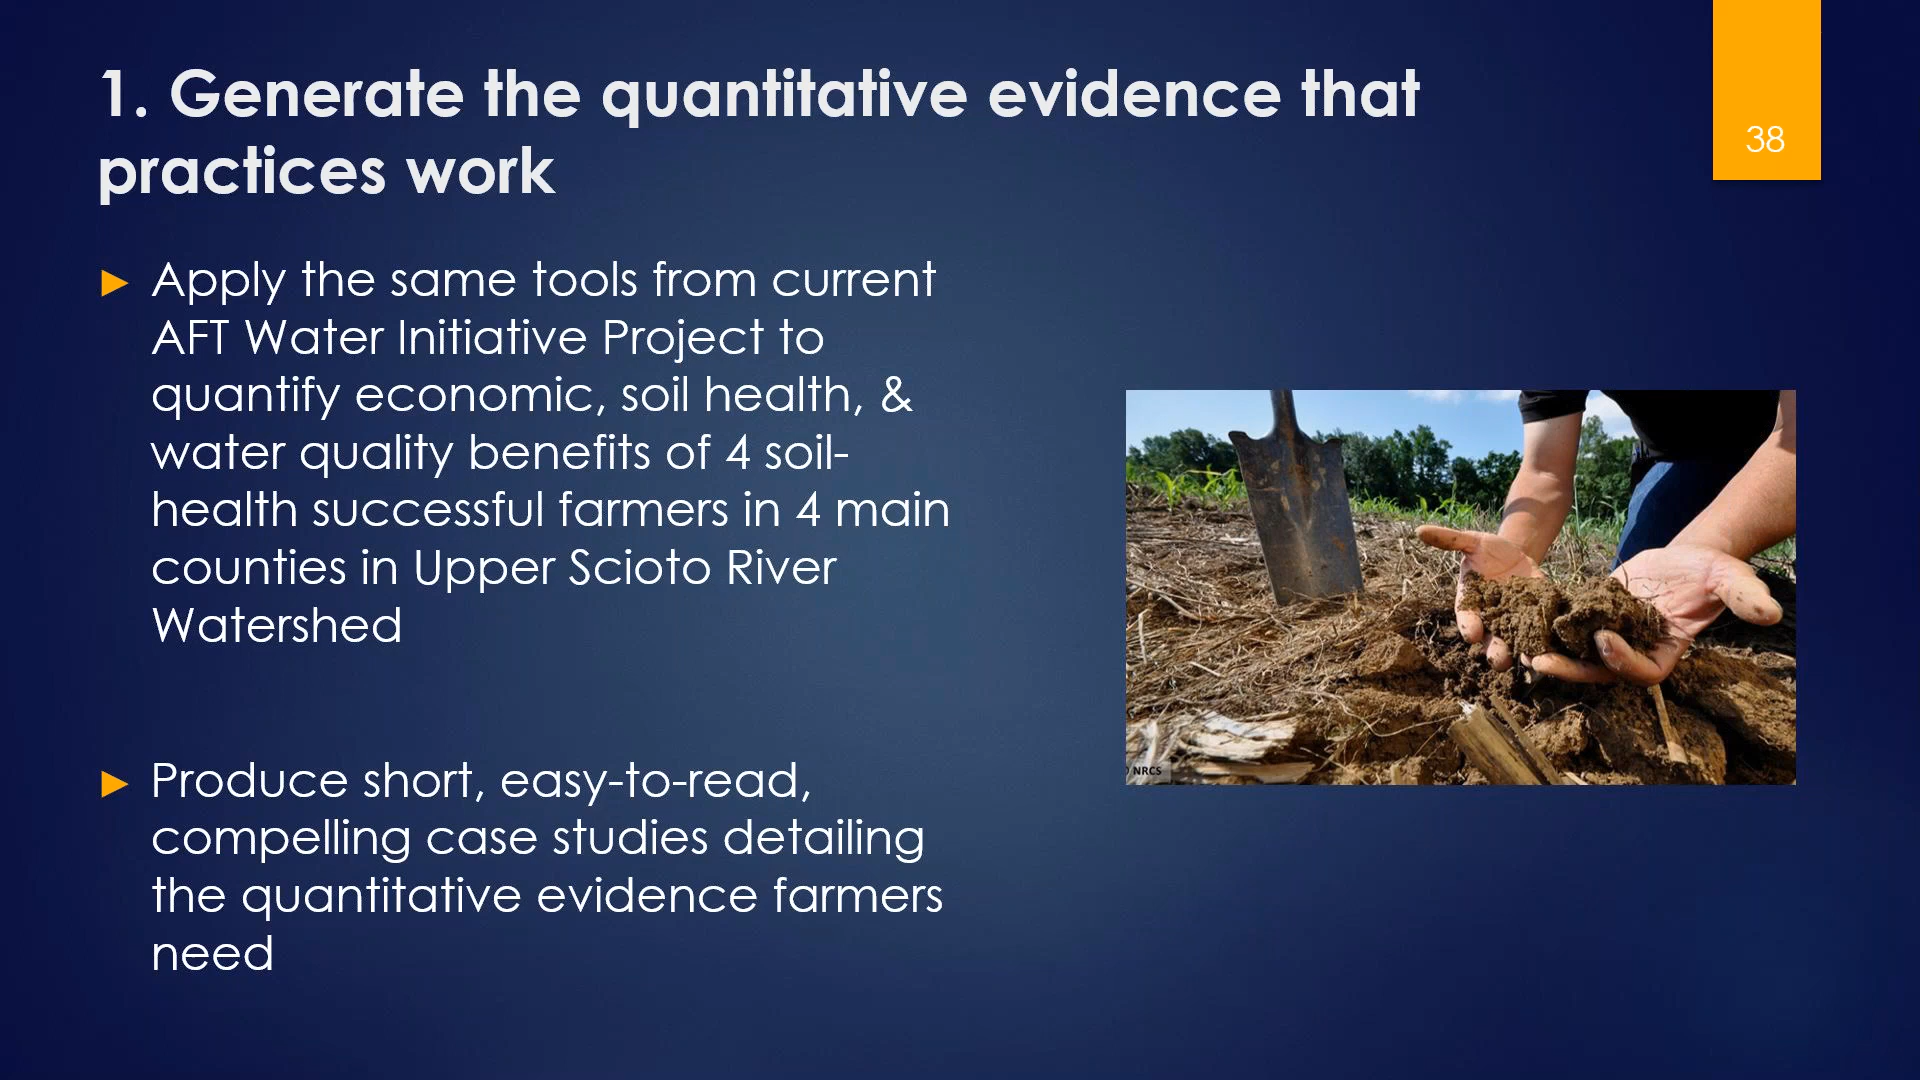 1. Generate the quantitative evidence that
practices work
38
► Apply the same tools from current
AFT Water Initiative Project to
quantify economic, soil health, &
water quality benefits of 4 soil-
health successful farmers in 4 main
counties in Upper Scioto River
Watershed
► Produce short, easy-to-read,
compelling case studies detailing
the quantitative evidence farmers
need
NRCS